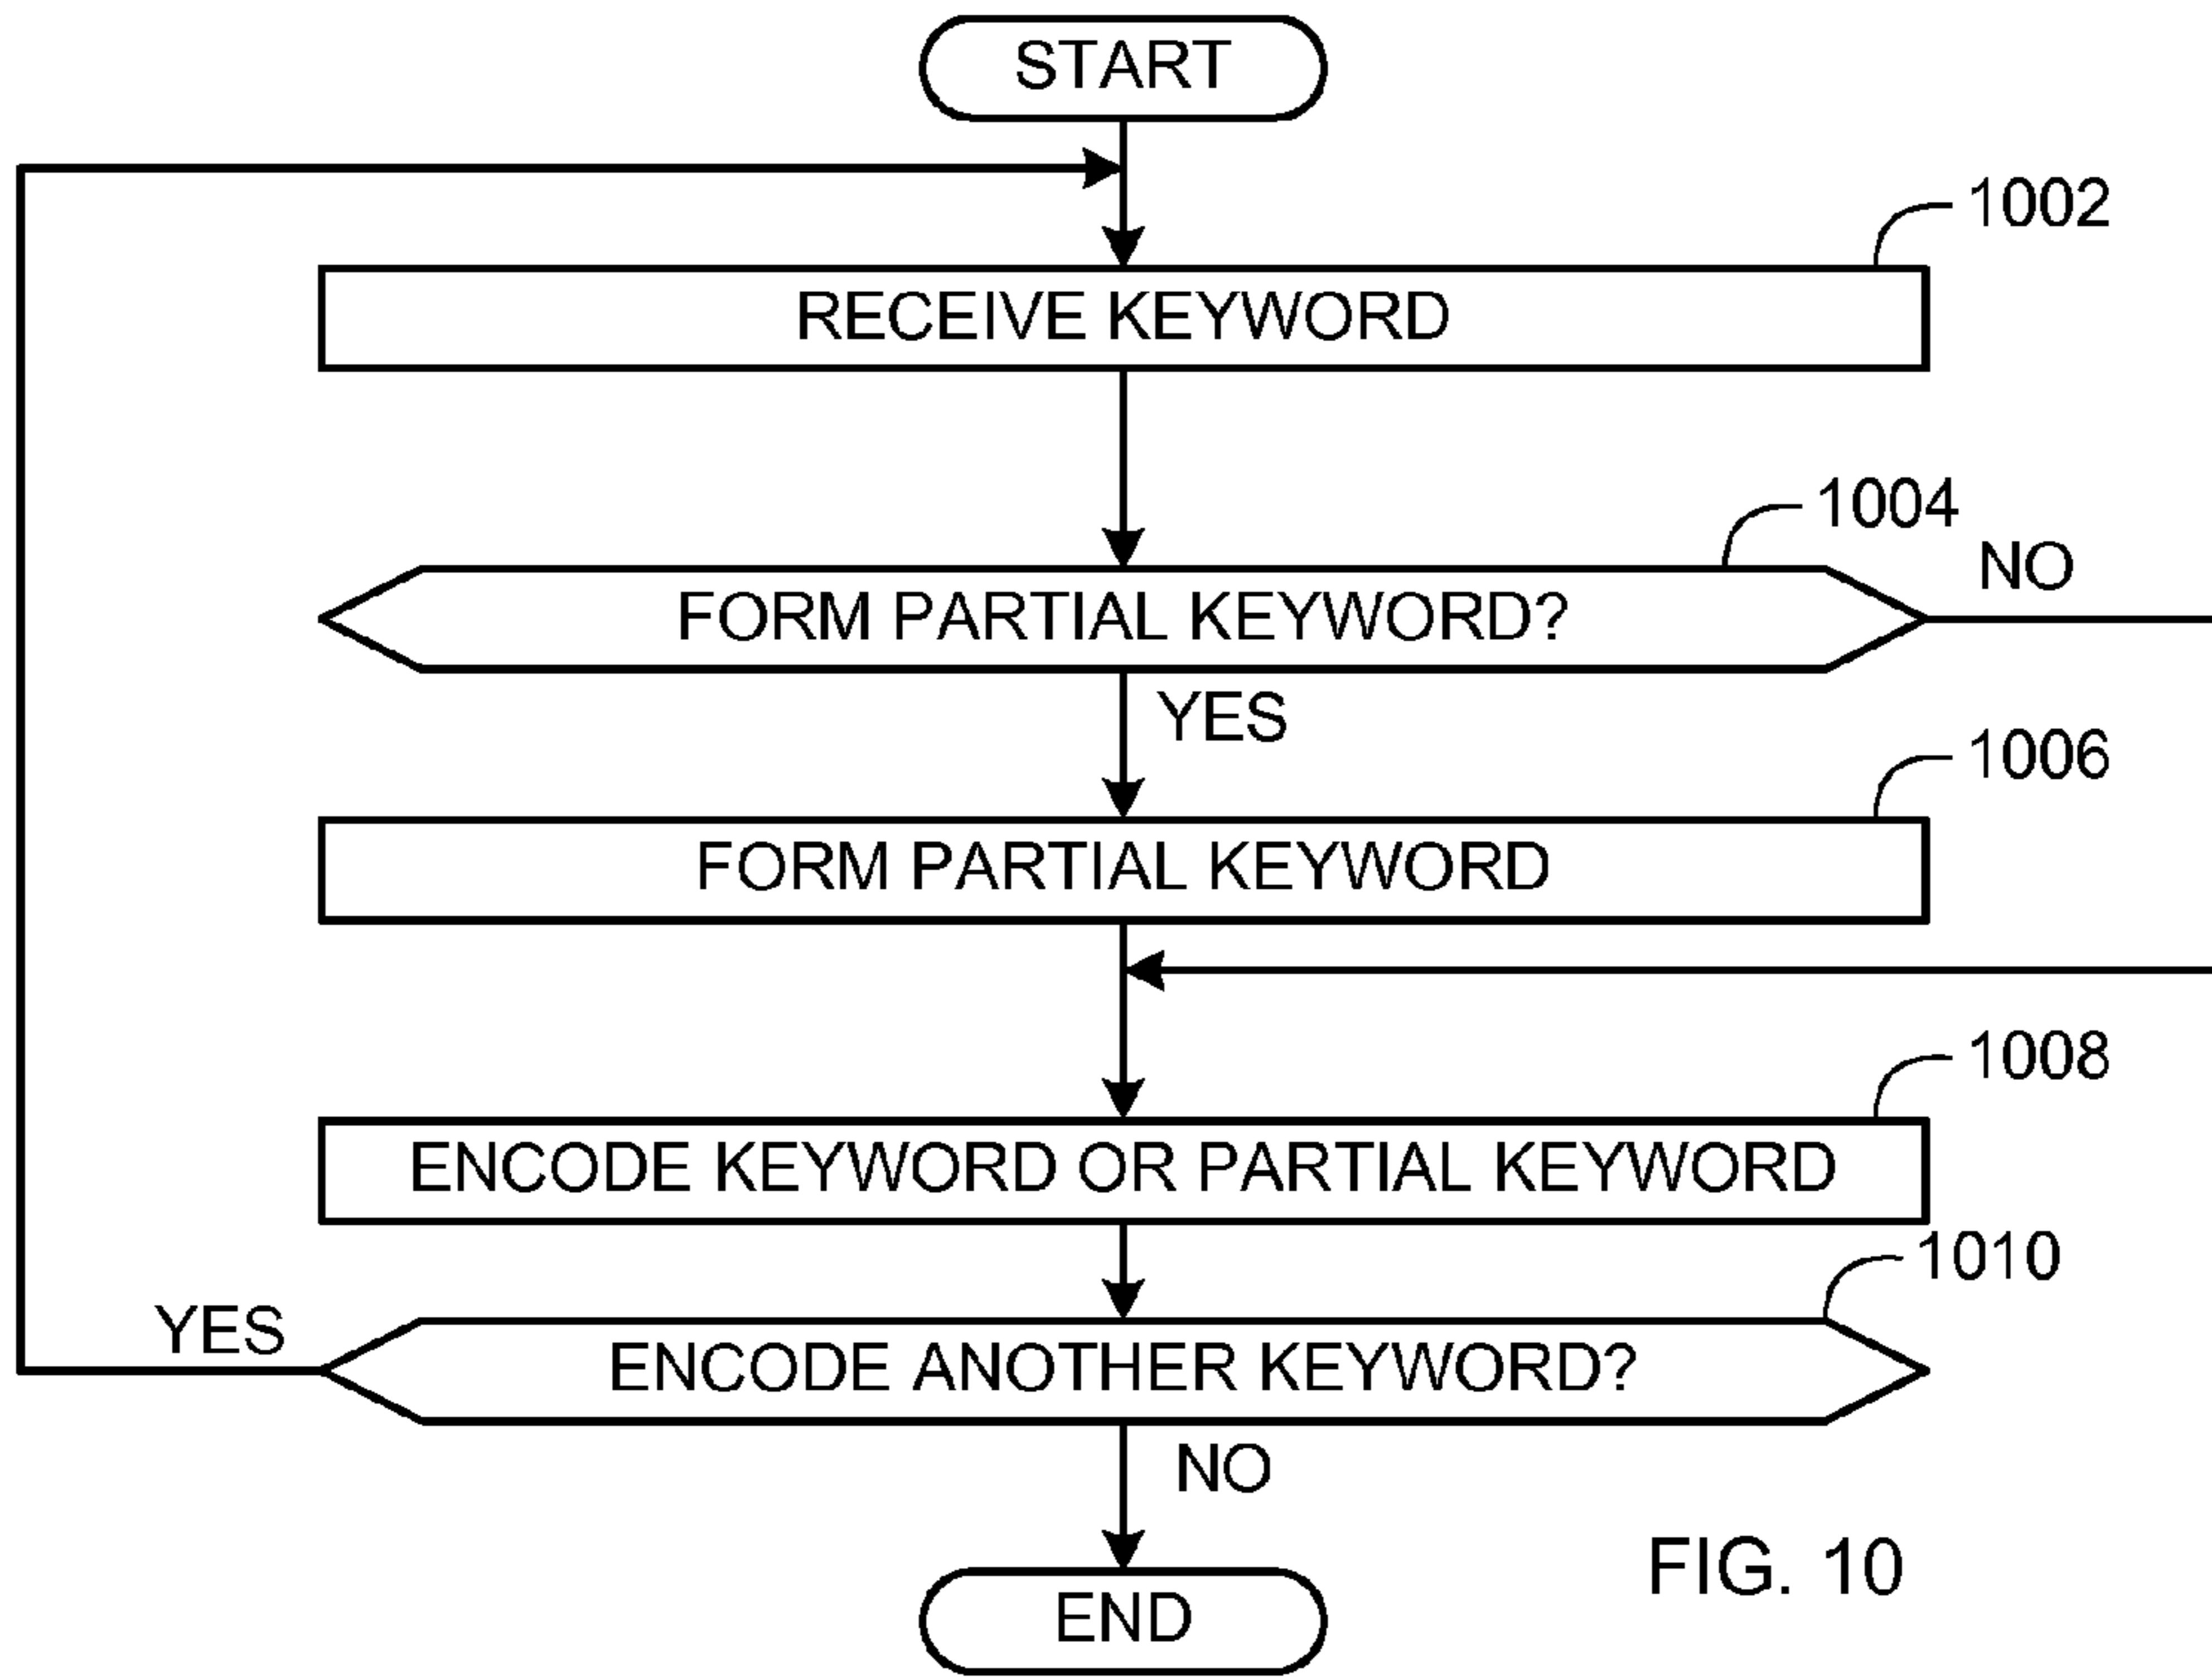 START
1002
RECEIVE KEYWORD
1004
NO
FORM PARTIAL KEYWORD?
YES
1006
FORM PARTIAL KEYWORD
1008
ENCODE KEYWORD OR PARTIAL KEYWORD
1010
YES
ENCODE ANOTHER KEYWORD?
NO
FIG. 10
END